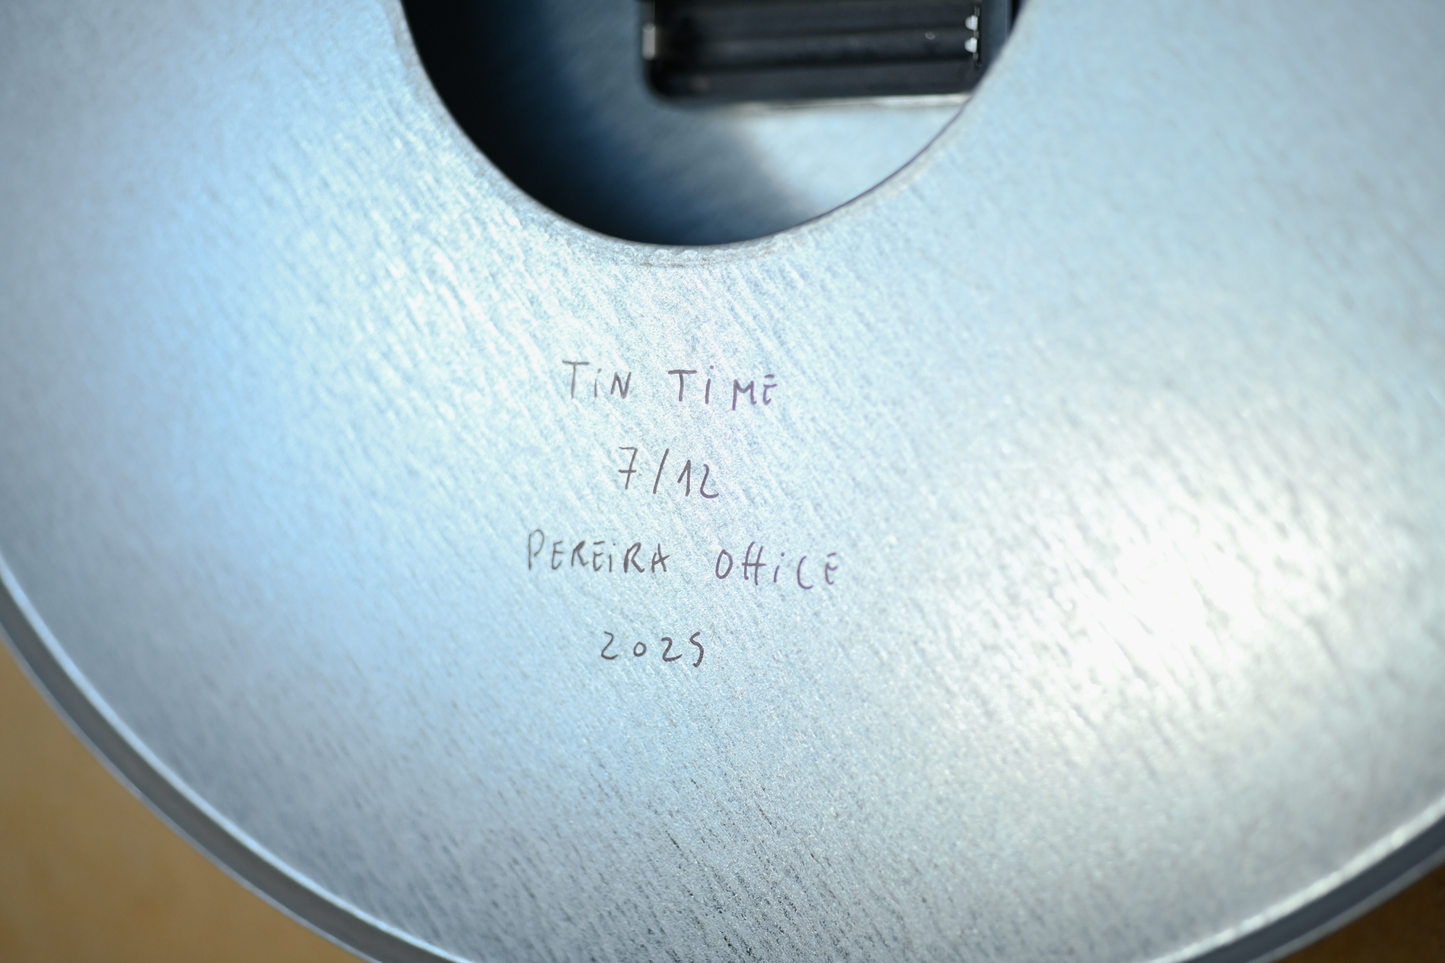 TiN TiME
7/12
PEREiRA OFFiCE
2025